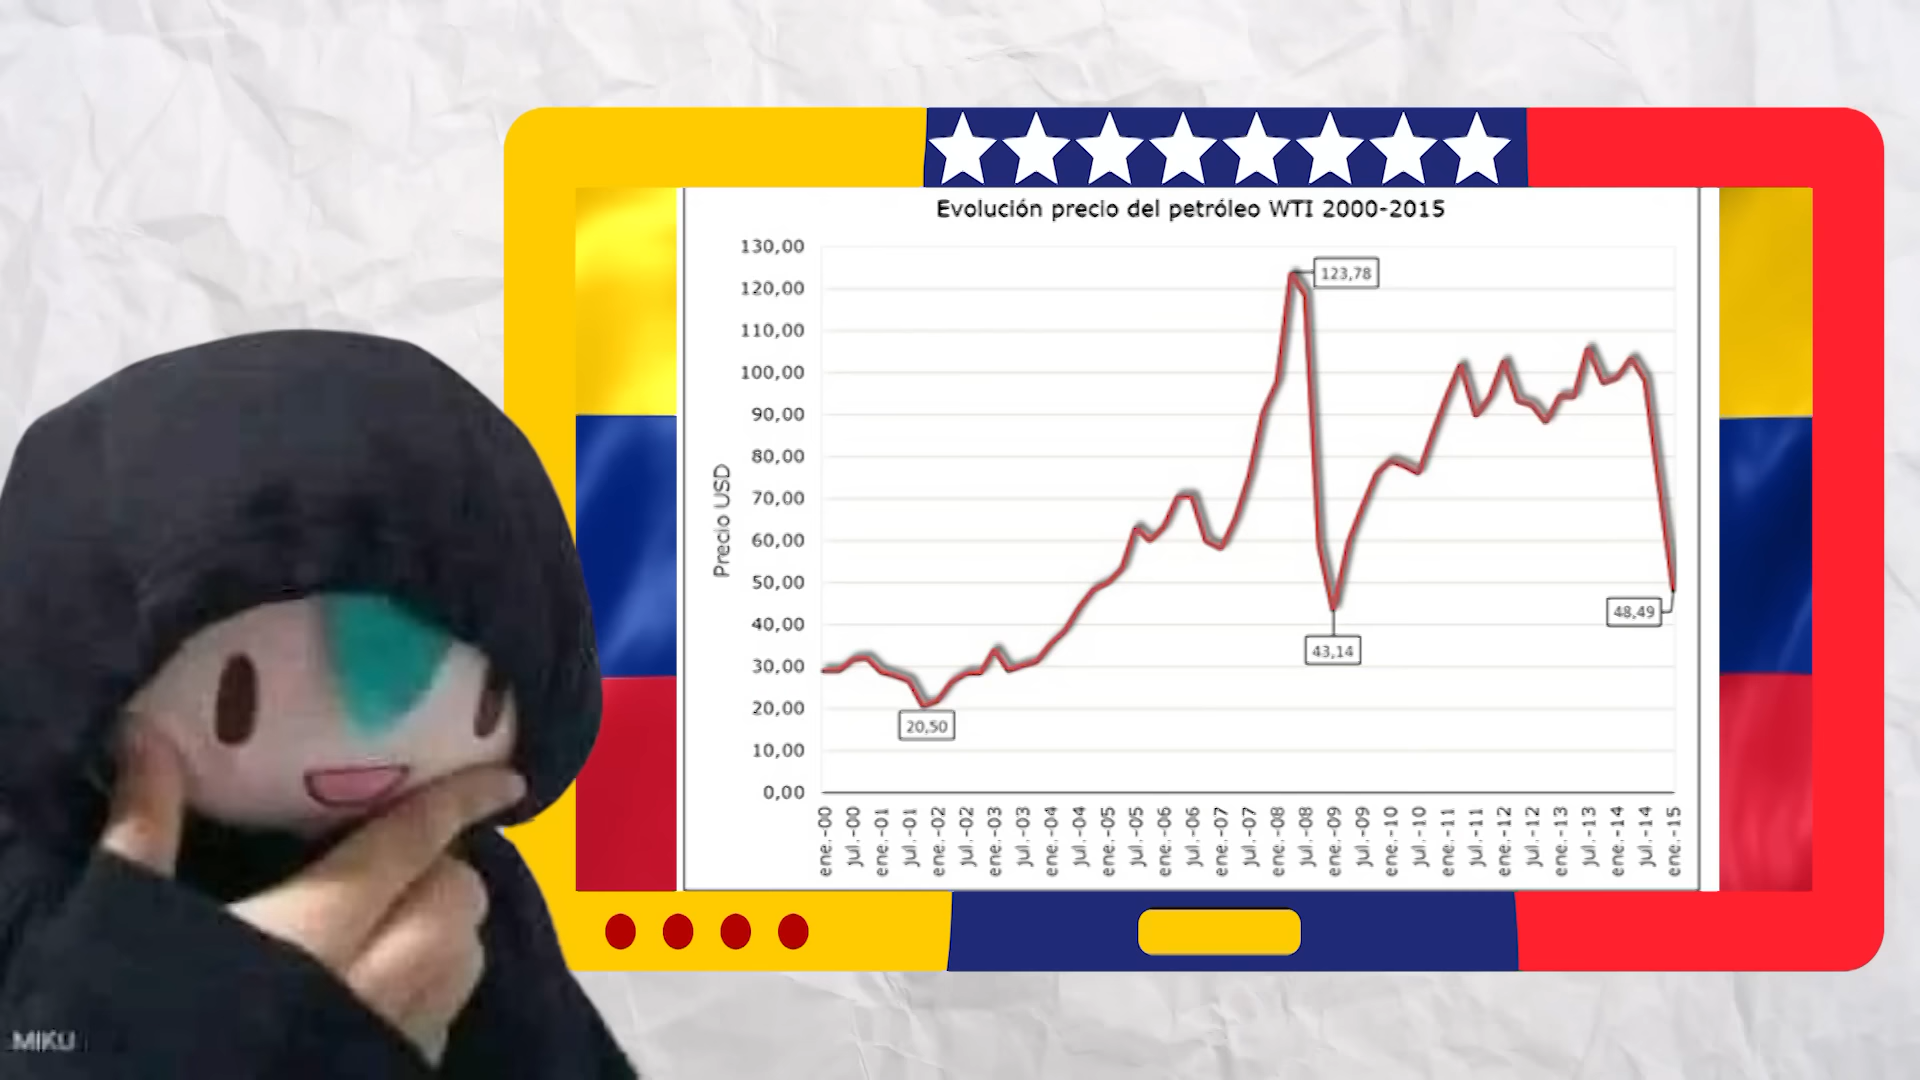 Evolución precio del petróleo WTI 2000-2015
Precio USD
130,00
120,00
110,00
100,00
90,00
80,00
70,00
60,00
50,00
40,00
30,00
20,00
10,00
0,00
123,78
48,49
43,14
20,50
ene.-00
jul.-00
ene.-01
jul.-01
ene.-02
jul.-02
ene.-03
jul.-03
ene.-04
jul.-04
ene.-05
jul.-05
ene.-06
jul.-06
ene.-07
jul.-07
ene.-08
jul.-08
ene.-09
jul.-09
ene.-10
jul.-10
ene.-11
jul.-11
ene.-12
jul.-12
ene.-13
jul.-13
ene.-14
jul.-14
ene.-15
MIKU